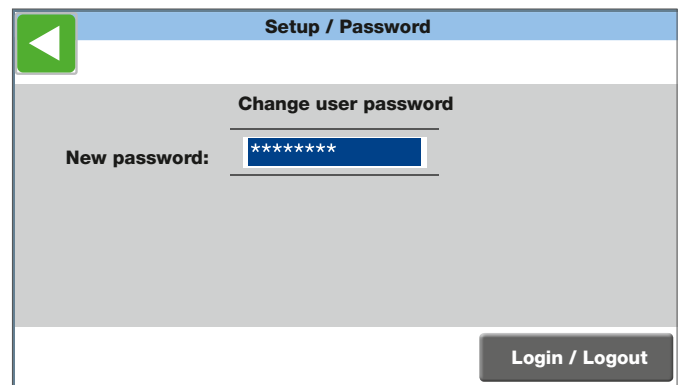 Setup / Password
Change user password
New password: ********
Login / Logout